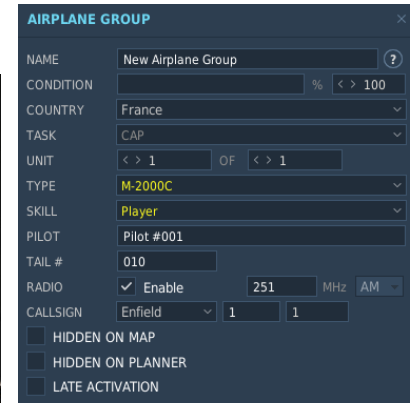 AIRPLANE GROUP ×
NAME New Airplane Group ?
CONDITION % < > 100
COUNTRY France
TASK CAP
UNIT < > 1 OF < > 1
TYPE M-2000C
SKILL Player
PILOT Pilot #001
TAIL # 010
RADIO Enable 251 MHz AM
CALLSIGN Enfield 1 1
HIDDEN ON MAP
HIDDEN ON PLANNER
LATE ACTIVATION